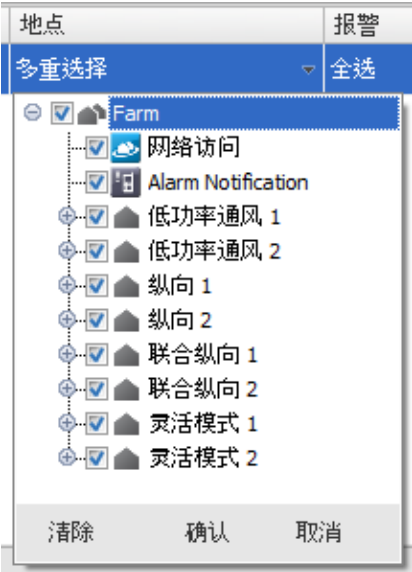 地点 报警
多重选择 全选
Farm
网络访问
Alarm Notification
低功率通风 1
低功率通风 2
纵向 1
纵向 2
联合纵向 1
联合纵向 2
灵活模式 1
灵活模式 2
清除 确认 取消